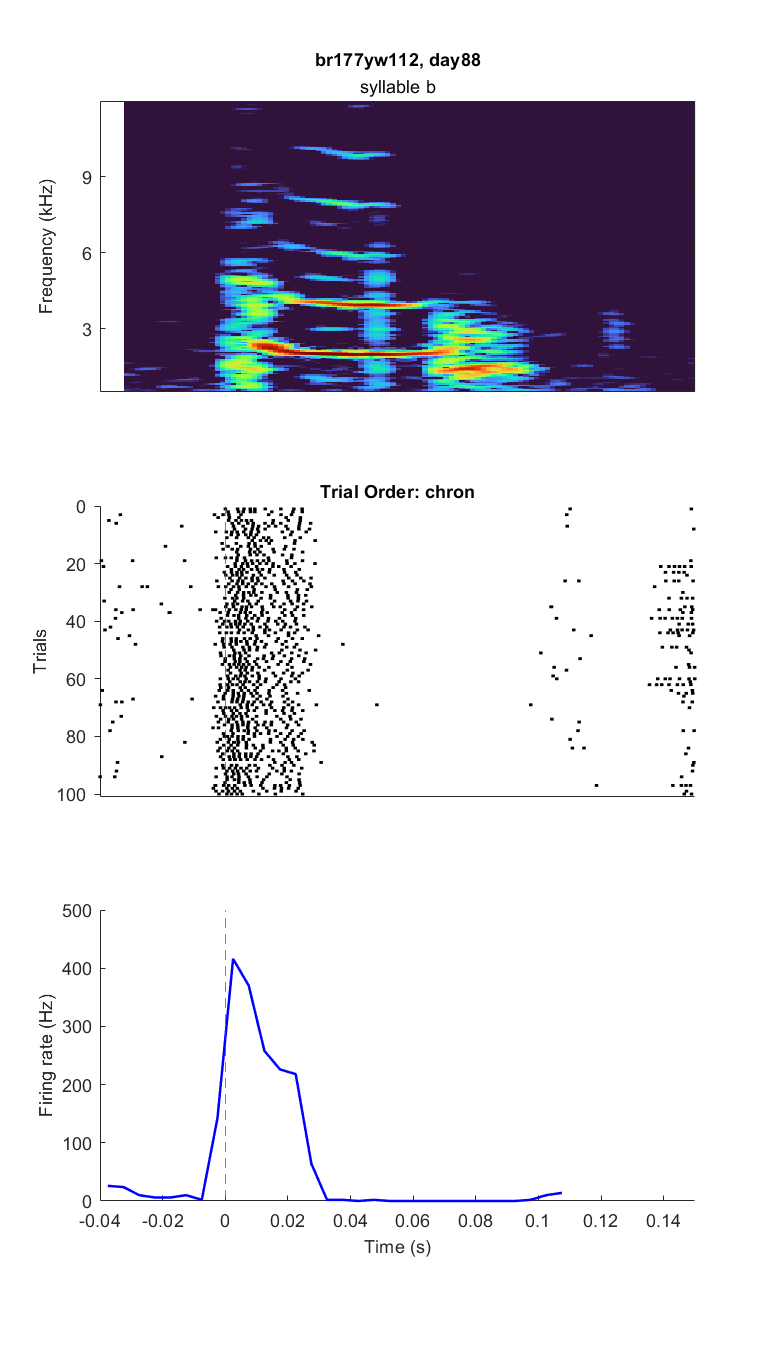 br177yw112, day88
syllable b
9
6
3
Frequency (kHz)
Trial Order: chron
0
20
40
60
80
100
Trials
500
400
300
200
100
0
Firing rate (Hz)
-0.04 -0.02 0 0.02 0.04 0.06 0.08 0.1 0.12 0.14
Time (s)